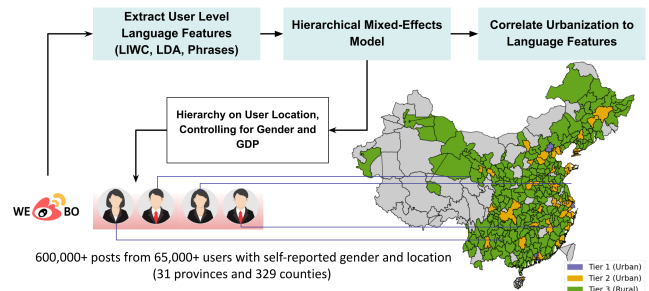 Extract User Level
Language Features
(LIWC, LDA, Phrases)
Hierarchical Mixed-Effects
Model
Correlate Urbanization to
Language Features
Hierarchy on User Location,
Controlling for Gender and
GDP
WE BO
600,000+ posts from 65,000+ users with self-reported gender and location
(31 provinces and 329 counties)
Tier 1 (Urban)
Tier 2 (Urban)
Tier 3 (Rural)